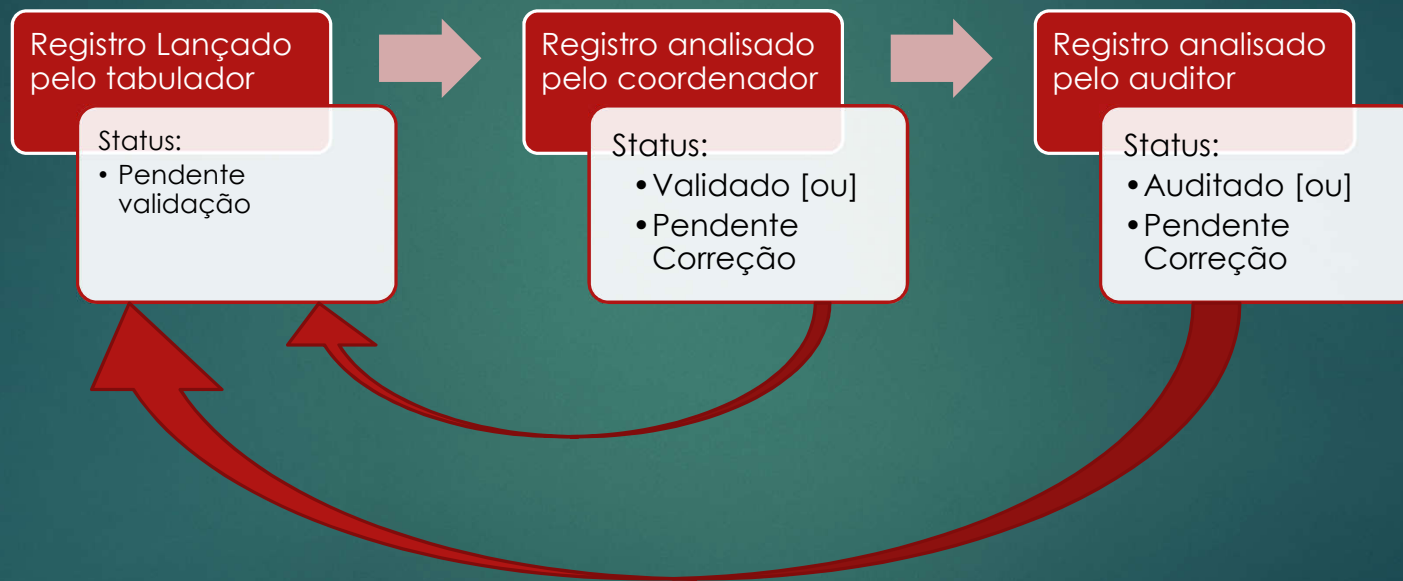 Registro Lançado
pelo tabulador
Status:
• Pendente
validação
Registro analisado
pelo coordenador
Status:
•Validado [ou]
•Pendente
Correção
Registro analisado
pelo auditor
Status:
•Auditado [ou]
•Pendente
Correção